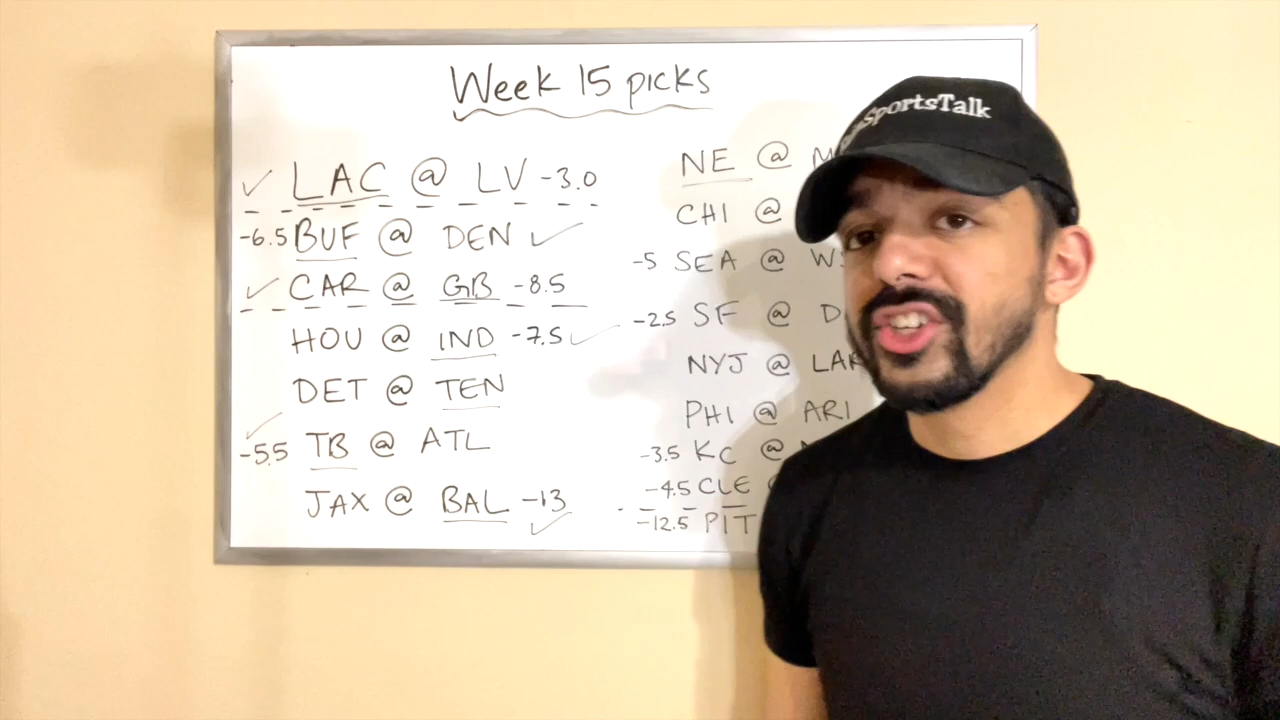 Week 15 picks
LAC @ LV -3.0
-6.5 BUF @ DEN
CAR @ GB -8.5
HOU @ IND -7.5
DET @ TEN
-5.5 TB @ ATL
JAX @ BAL -13
NE @
CHI @
-5 SEA @
-2.5 SF @
NYJ @ LAR
PHI @ ARI
-3.5 KC @
-4.5 CLE
-12.5 PIT
SportsTalk